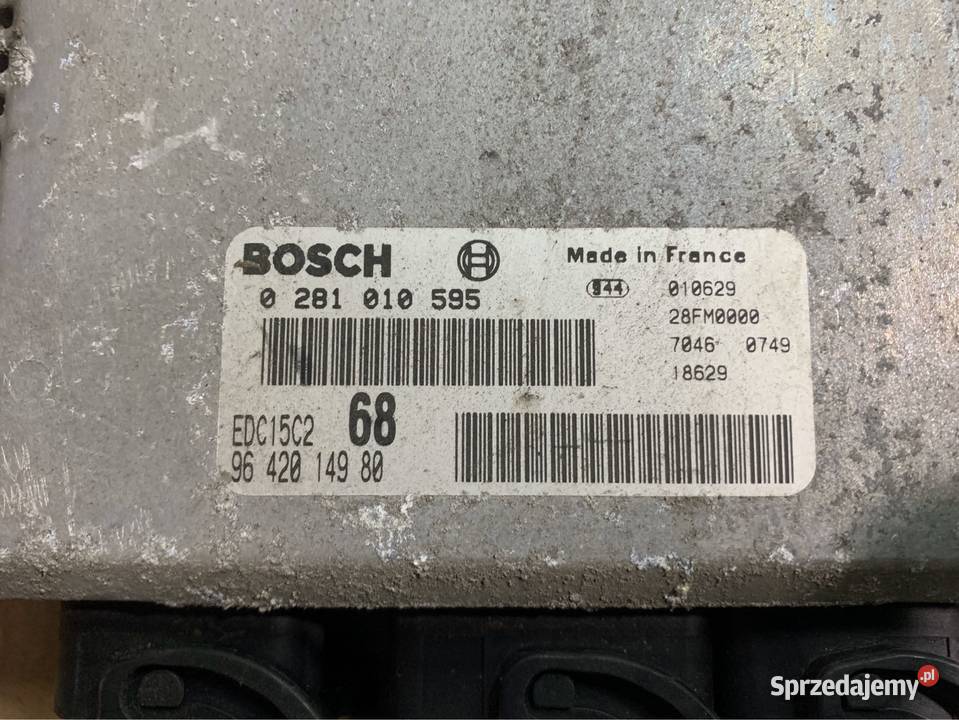 BOSCH
Made in France
0 281 010 595
944
010629
28FM0000
7046 0749
18629
EDC15C2 68
96 420 149 80
Sprzedajemy.pl